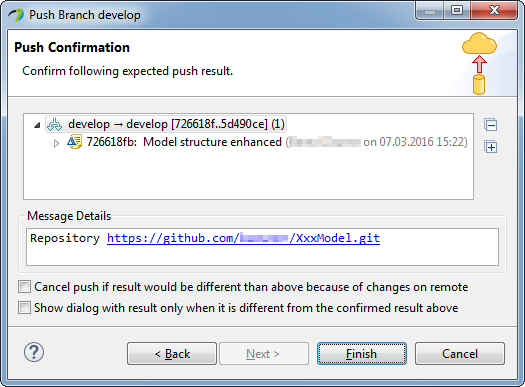 Push Branch develop
Push Confirmation
Confirm following expected push result.
develop → develop [726618f..5d490ce] (1)
726618fb: Model structure enhanced ( on 07.03.2016 15:22)
Message Details
Repository https://github.com/ /XxxModel.git
Cancel push if result would be different than above because of changes on remote
Show dialog with result only when it is different from the confirmed result above
?
< Back
Next >
Finish
Cancel